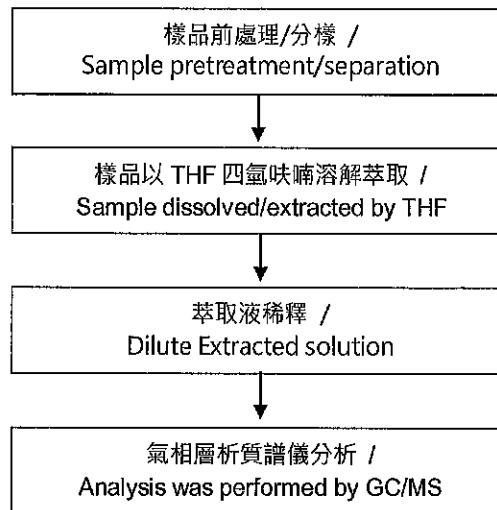 樣品前處理/分樣 /
Sample pretreatment/separation
樣品以 THF 四氫呋喃溶解萃取 /
Sample dissolved/extracted by THF
萃取液稀釋 /
Dilute Extracted solution
氣相層析質譜儀分析 /
Analysis was performed by GC/MS